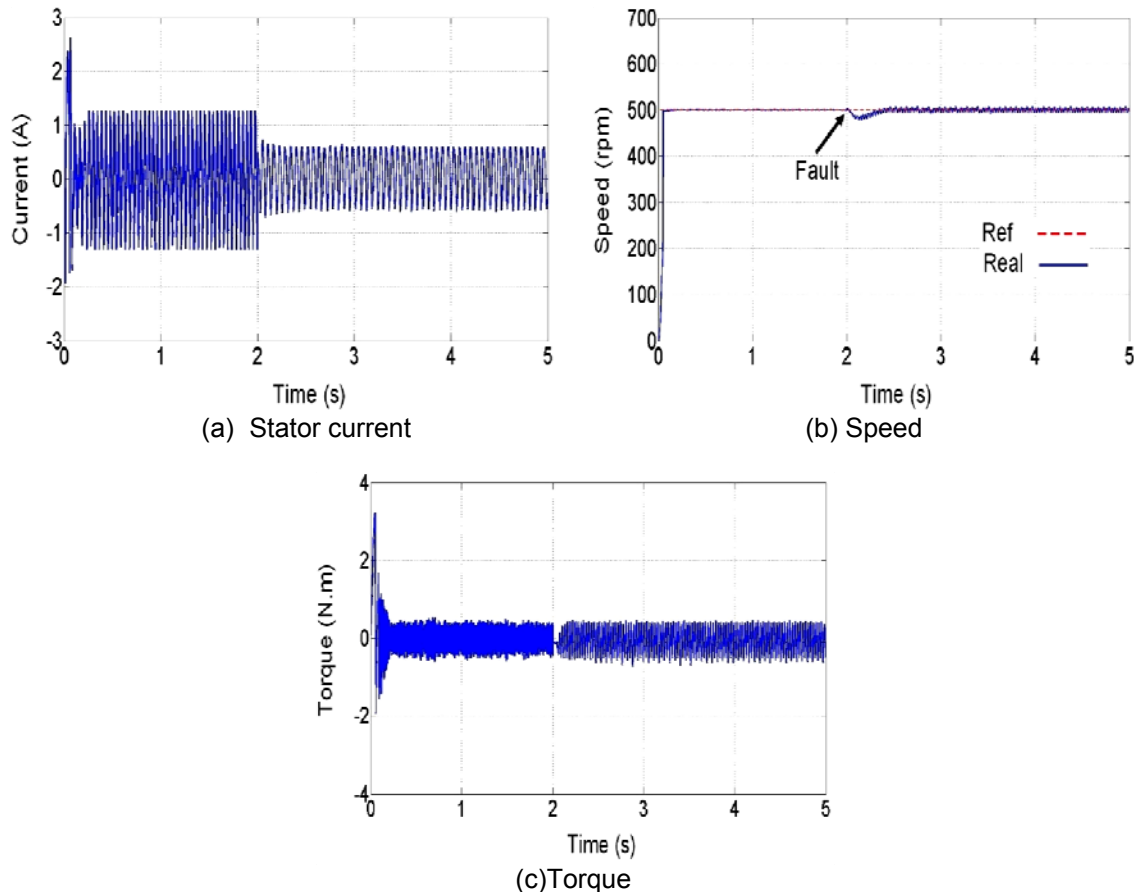 3
2
1
0
-1
-2
-3
Current (A)
0 1 2 3 4 5
Time (s)
(a) Stator current
700
600
500
400
300
200
100
0
Speed (rpm)
Fault
Ref
Real
0 1 2 3 4 5
Time (s)
(b) Speed
4
2
0
-2
-4
Torque (N.m)
0 1 2 3 4 5
Time (s)
(c)Torque